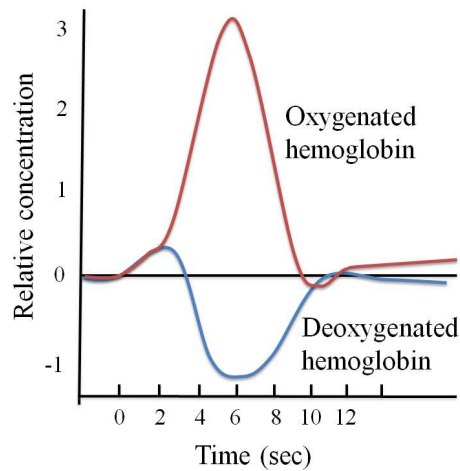 3
2
1
0
-1
Relative concentration
Oxygenated
hemoglobin
Deoxygenated
hemoglobin
0 2 4 6 8 10 12
Time (sec)